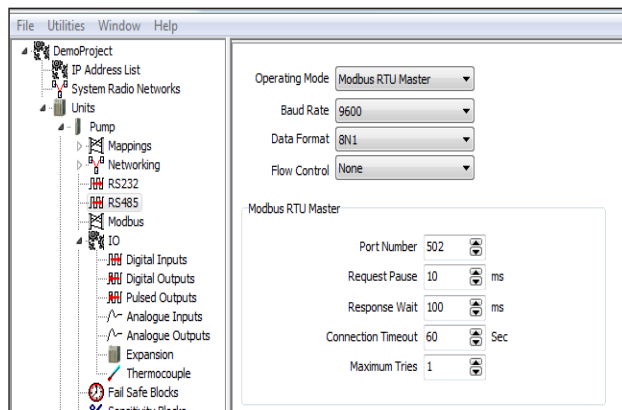 File Utilities Window Help
DemoProject
IP Address List
System Radio Networks
Units
Pump
Mappings
Networking
RS232
RS485
Modbus
IO
Digital Inputs
Digital Outputs
Pulsed Outputs
Analogue Inputs
Analogue Outputs
Expansion
Thermocouple
Fail Safe Blocks
Sensitivity Blocks
Operating Mode Modbus RTU Master
Baud Rate 9600
Data Format 8N1
Flow Control None
Modbus RTU Master
Port Number 502
Request Pause 10 ms
Response Wait 100 ms
Connection Timeout 60 Sec
Maximum Tries 1